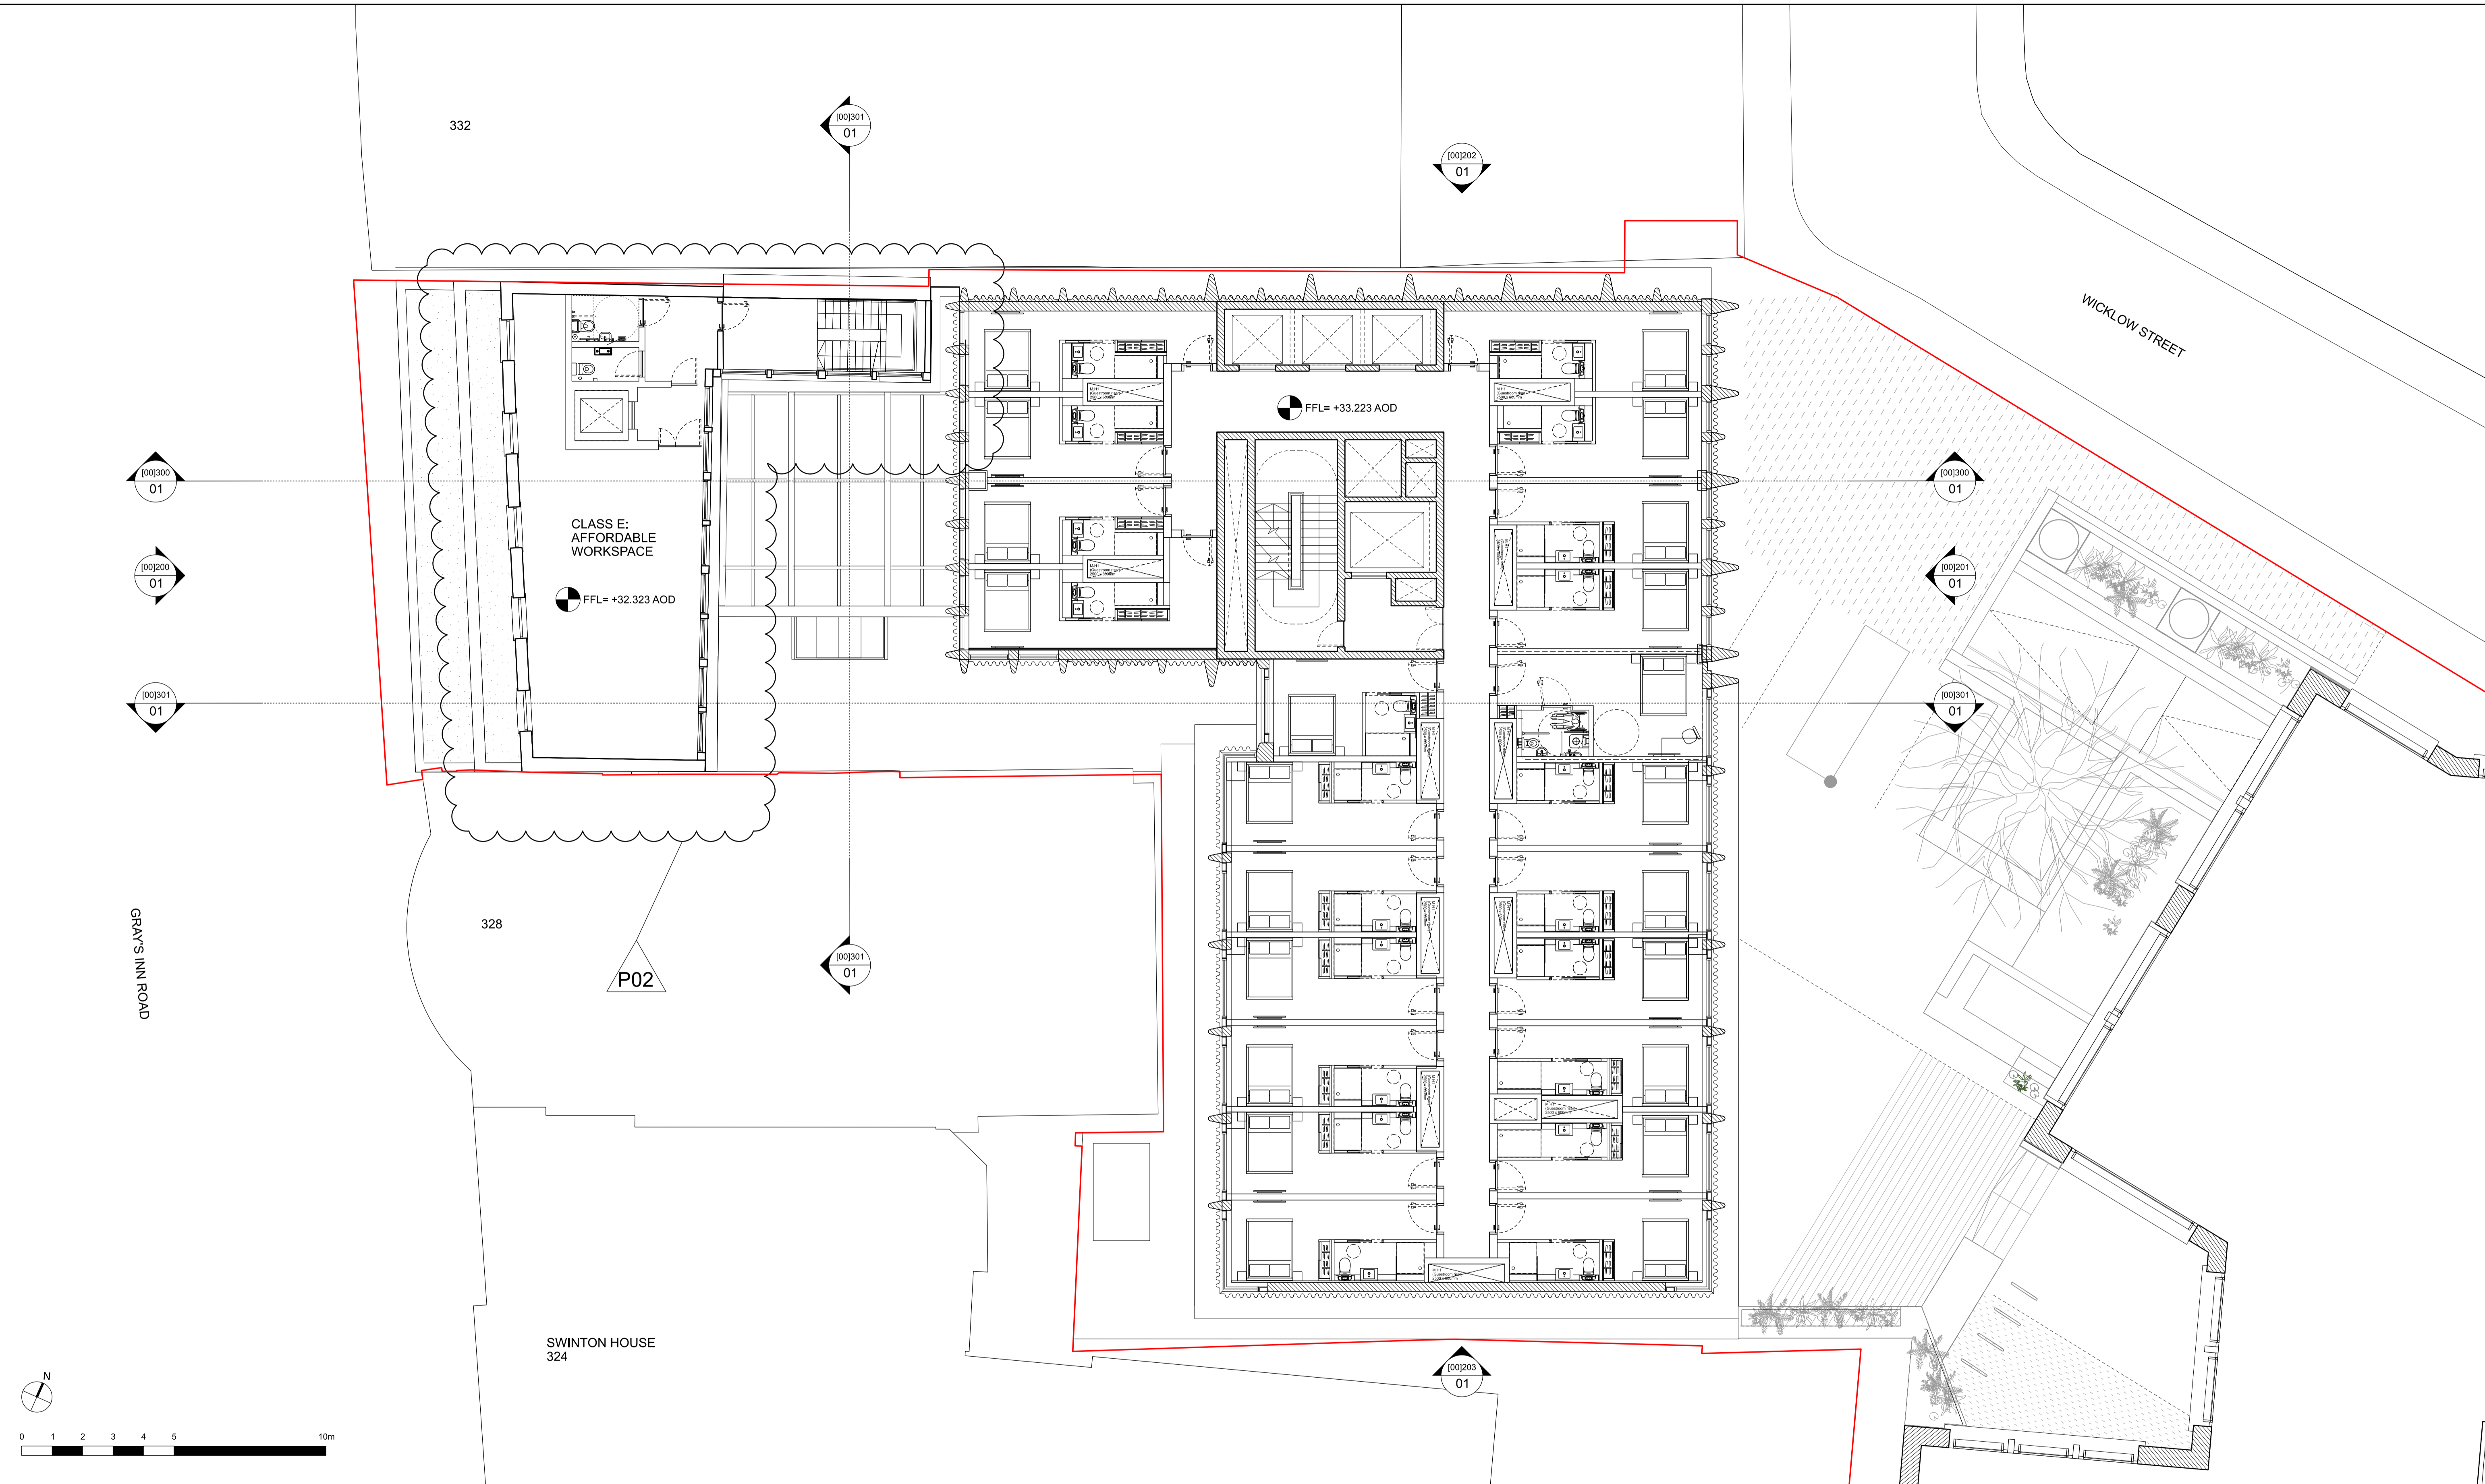 332
[00]301
01
[00]202
01
WICKLOW STREET
FFL= +33.223 AOD
[00]300
01
[00]300
01
CLASS E:
AFFORDABLE
WORKSPACE
[00]200
01
[00]201
01
FFL= +32.323 AOD
[00]301
01
[00]301
01
GRAY'S INN ROAD
328
P02
[00]301
01
SWINTON HOUSE
324
[00]203
01
N
0 1 2 3 4 5 10m